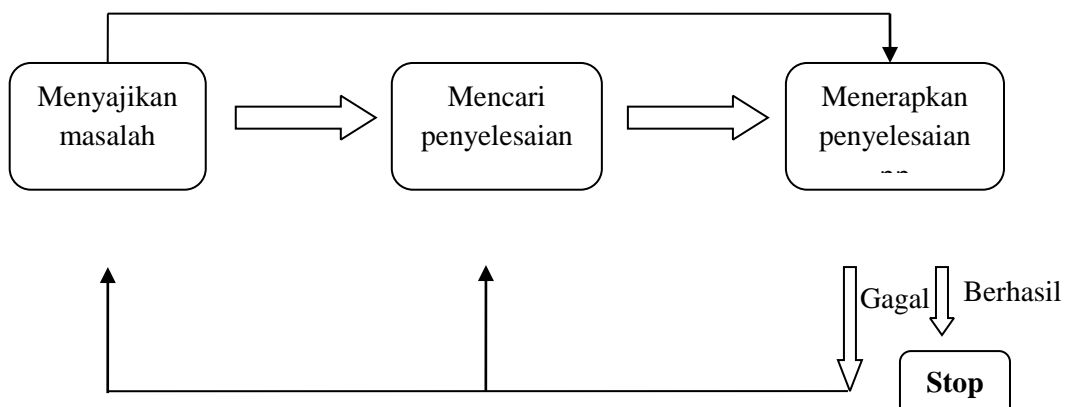 Menyajikan
masalah
Mencari
penyelesaian
Menerapkan
penyelesaian
Gagal
Berhasil
Stop